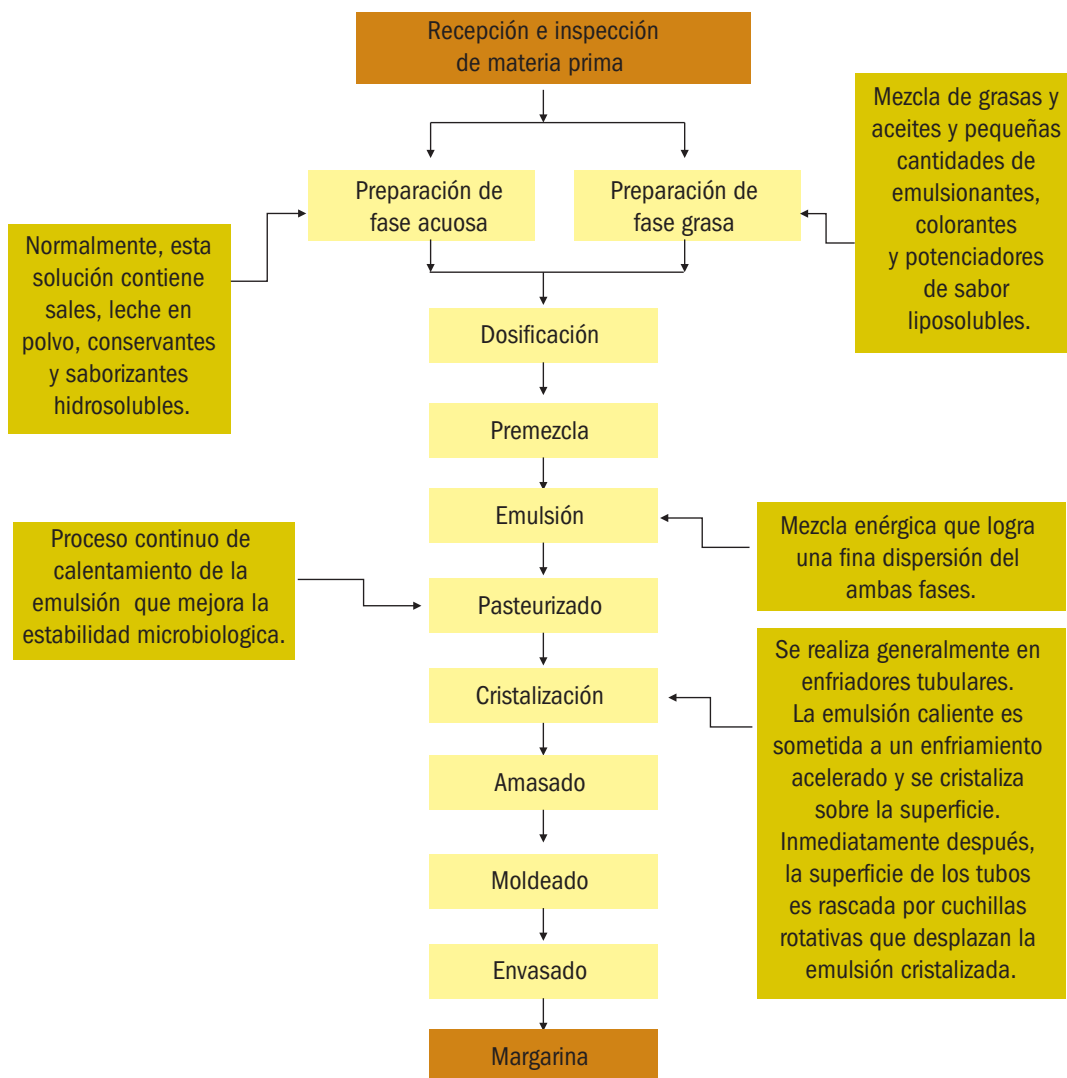 Recepción e inspección
de materia prima
Mezcla de grasas y
aceites y pequeñas
cantidades de
emulsionantes,
colorantes
y potenciadores
de sabor
liposolubles.
Preparación de
fase acuosa
Preparación de
fase grasa
Normalmente, esta
solución contiene
sales, leche en
polvo, conservantes
y saborizantes
hidrosolubles.
Dosificación
Premezcla
Emulsión
Mezcla enérgica que logra
una fina dispersión del
ambas fases.
Proceso continuo de
calentamiento de la
emulsión que mejora la
estabilidad microbiologica.
Pasteurizado
Cristalización
Se realiza generalmente en
enfriadores tubulares.
La emulsión caliente es
sometida a un enfriamiento
acelerado y se cristaliza
sobre la superficie.
Inmediatamente después,
la superficie de los tubos
es rascada por cuchillas
rotativas que desplazan la
emulsión cristalizada.
Amasado
Moldeado
Envasado
Margarina